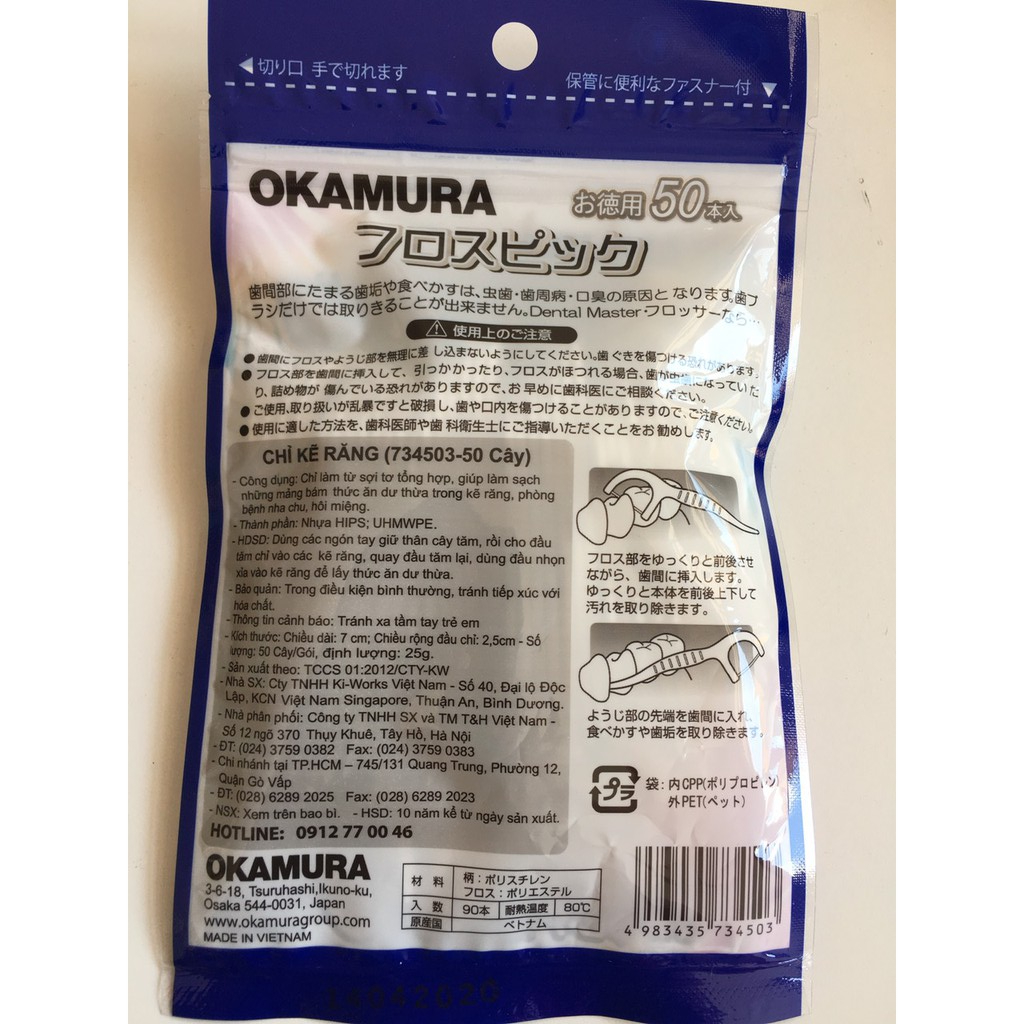 切り口 手で切れます
保管に便利なファスナー付
OKAMURA
お徳用 50本入
フロスピック
歯間部にたまる歯垢や食べかすは、虫歯・歯周病・口臭の原因と なります。歯ブ
ラシだけでは取りきることが出来ません。Dental Master・フロッサーなら…
使用上のご注意
●歯間にフロスやようじ部を無理に差 し込まないようにしてください。歯 ぐきを傷つける恐れがあります。
●フロス部を歯間に挿入して、引っかかったり、フロスがほつれる場合、歯が虫歯になっていた
り、詰め物が 傷んでいる恐れがありますので、お早めに歯科医にご相談ください。
●ご使用、取り扱いが乱暴ですと破損し、歯や口内を傷つけることがありますので、ご注意ください。
●使用に適した方法を、歯科医師や歯 科衛生士にご指導いただくことをお勧めします。
CHỈ KẼ RĂNG (734503-50 Cây)
- Công dụng: Chỉ làm từ sợi tơ tổng hợp, giúp làm sạch
những mảng bám thức ăn dư thừa trong kẽ răng, phòng
bệnh nha chu, hôi miệng.
- Thành phần: Nhựa HIPS; UHMWPE.
- HDSD: Dùng các ngón tay giữ thân cây tăm, rồi cho đầu
tăm chỉ vào các kẽ răng, quay đầu tăm lại, dùng đầu nhọn
xỉa vào kẽ răng để lấy thức ăn dư thừa.
- Bảo quản: Trong điều kiện bình thường, tránh tiếp xúc với
hóa chất.
- Thông tin cảnh báo: Tránh xa tầm tay trẻ em
- Kích thước: Chiều dài: 7 cm; Chiều rộng đầu chỉ: 2,5cm - Số
lượng: 50 Cây/Gói, định lượng: 25g.
- Sản xuất theo: TCCS 01:2012/CTY-KW
- Nhà SX: Cty TNHH Ki-Works Việt Nam - Số 40, Đại lộ Độc
Lập, KCN Việt Nam Singapore, Thuận An, Bình Dương.
- Nhà phân phối: Công ty TNHH SX và TM T&H Việt Nam -
Số 12 ngõ 370 Thụy Khuê, Tây Hồ, Hà Nội
- ĐT: (024) 3759 0382 Fax: (024) 3759 0383
- Chi nhánh tại TP.HCM – 745/131 Quang Trung, Phường 12,
Quận Gò Vấp
- ĐT: (028) 6289 2025 Fax: (028) 6289 2023
- NSX: Xem trên bao bì. - HSD: 10 năm kể từ ngày sản xuất.
HOTLINE: 0912 77 00 46
フロス部をゆっくりと前後させ
ながら、歯間に挿入します。
ゆっくりと本体を前後上下して
汚れを取り除きます。
ようじ部の先端を歯間に入れ、
食べかすや歯垢を取り除きます。
プラ
袋：内CPP(ポリプロピレン)
外PET(ペット)
OKAMURA
3-6-18, Tsuruhashi,Ikuno-ku,
Osaka 544-0031, Japan
www.okamuragroup.com
MADE IN VIETNAM
材 料 柄：ポリスチレン
フロス：ポリエステル
入 数 90本 耐熱温度 80℃
原産国 ベトナム
4 983435 734503
14042020